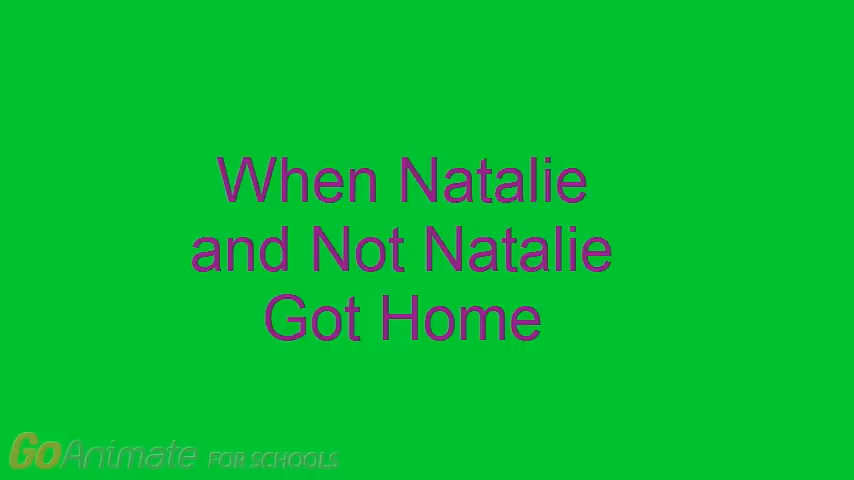 When Natalie
and Not Natalie
Got Home
GoAnimate FOR SCHOOLS